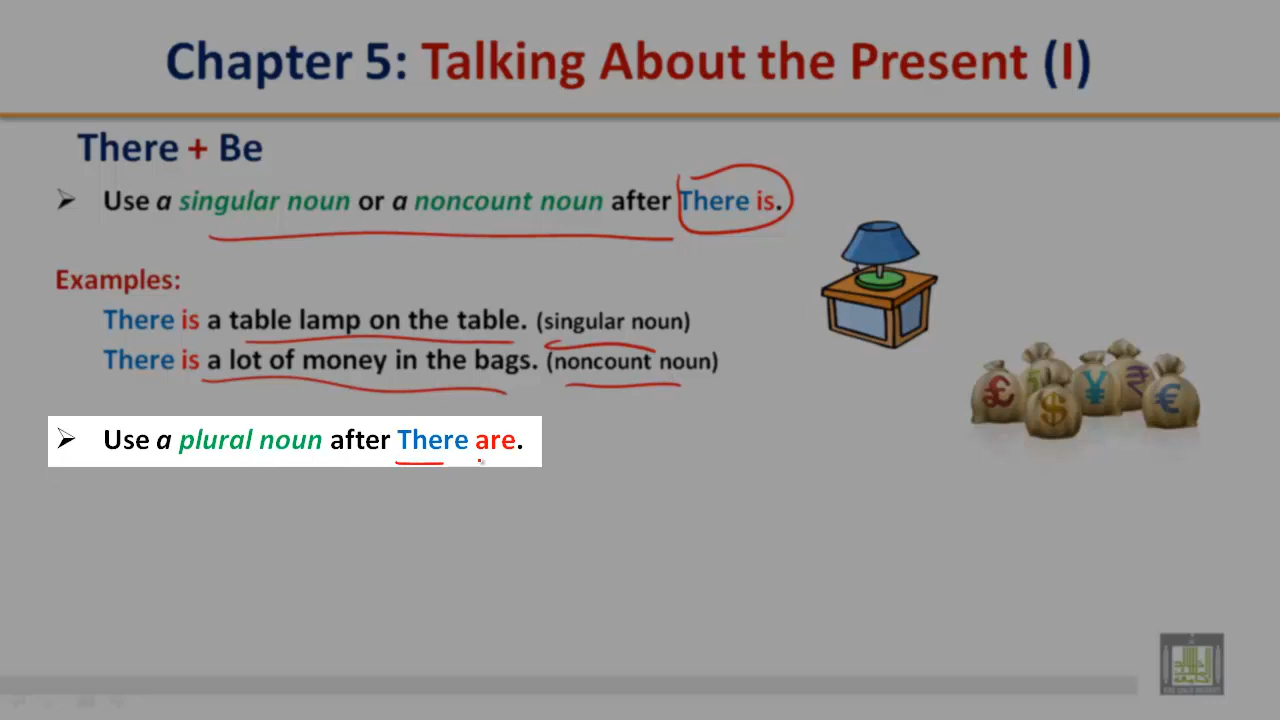 Chapter 5: Talking About the Present (I)
There + Be
➢ Use a singular noun or a noncount noun after There is.
Examples:
There is a table lamp on the table. (singular noun)
There is a lot of money in the bags. (noncount noun)
£ $ ¥ ₹ €
➢ Use a plural noun after There are.